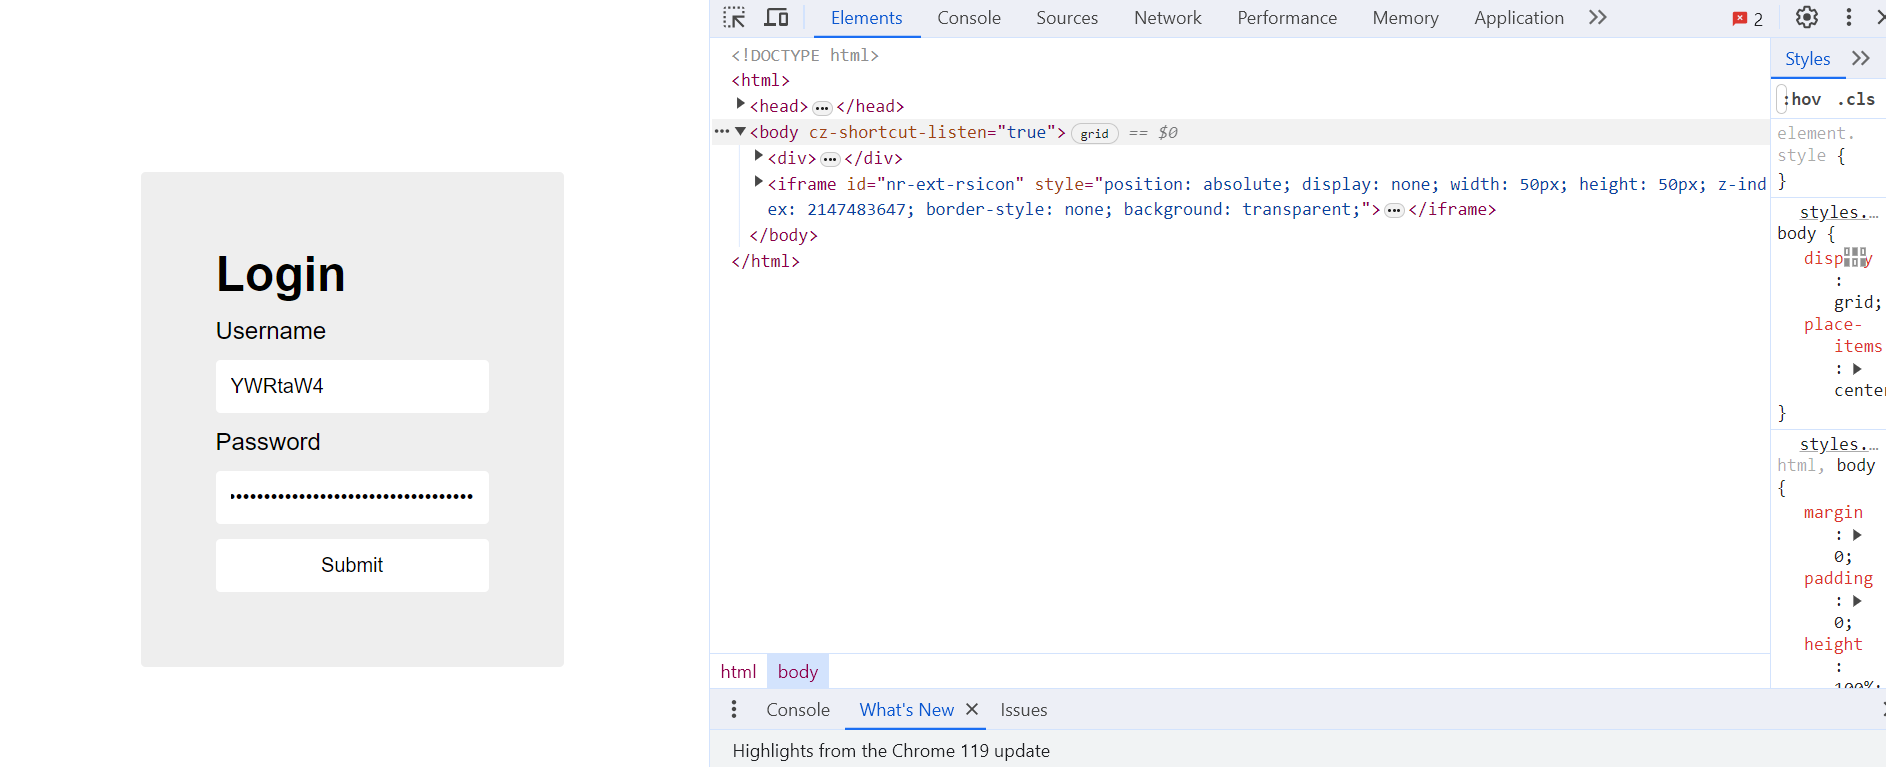 Login
Username
YWRtaW4
Password
Submit
Elements Console Sources Network Performance Memory Application
2
<!DOCTYPE html>
<html>
<head> ••• </head>
••• <body cz-shortcut-listen="true"> grid == $0
<div> ••• </div>
<iframe id="nr-ext-rsicon" style="position: absolute; display: none; width: 50px; height: 50px; z-ind
ex: 2147483647; border-style: none; background: transparent;"> ••• </iframe>
</body>
</html>
html body
Console What's New Issues
Highlights from the Chrome 119 update
Styles
:hov .cls
element.
style {
}
styles.…
body {
:
grid;
place-
items
:
}
styles.…
html, body
{
margin
:
0;
padding
:
0;
height
:
100%;